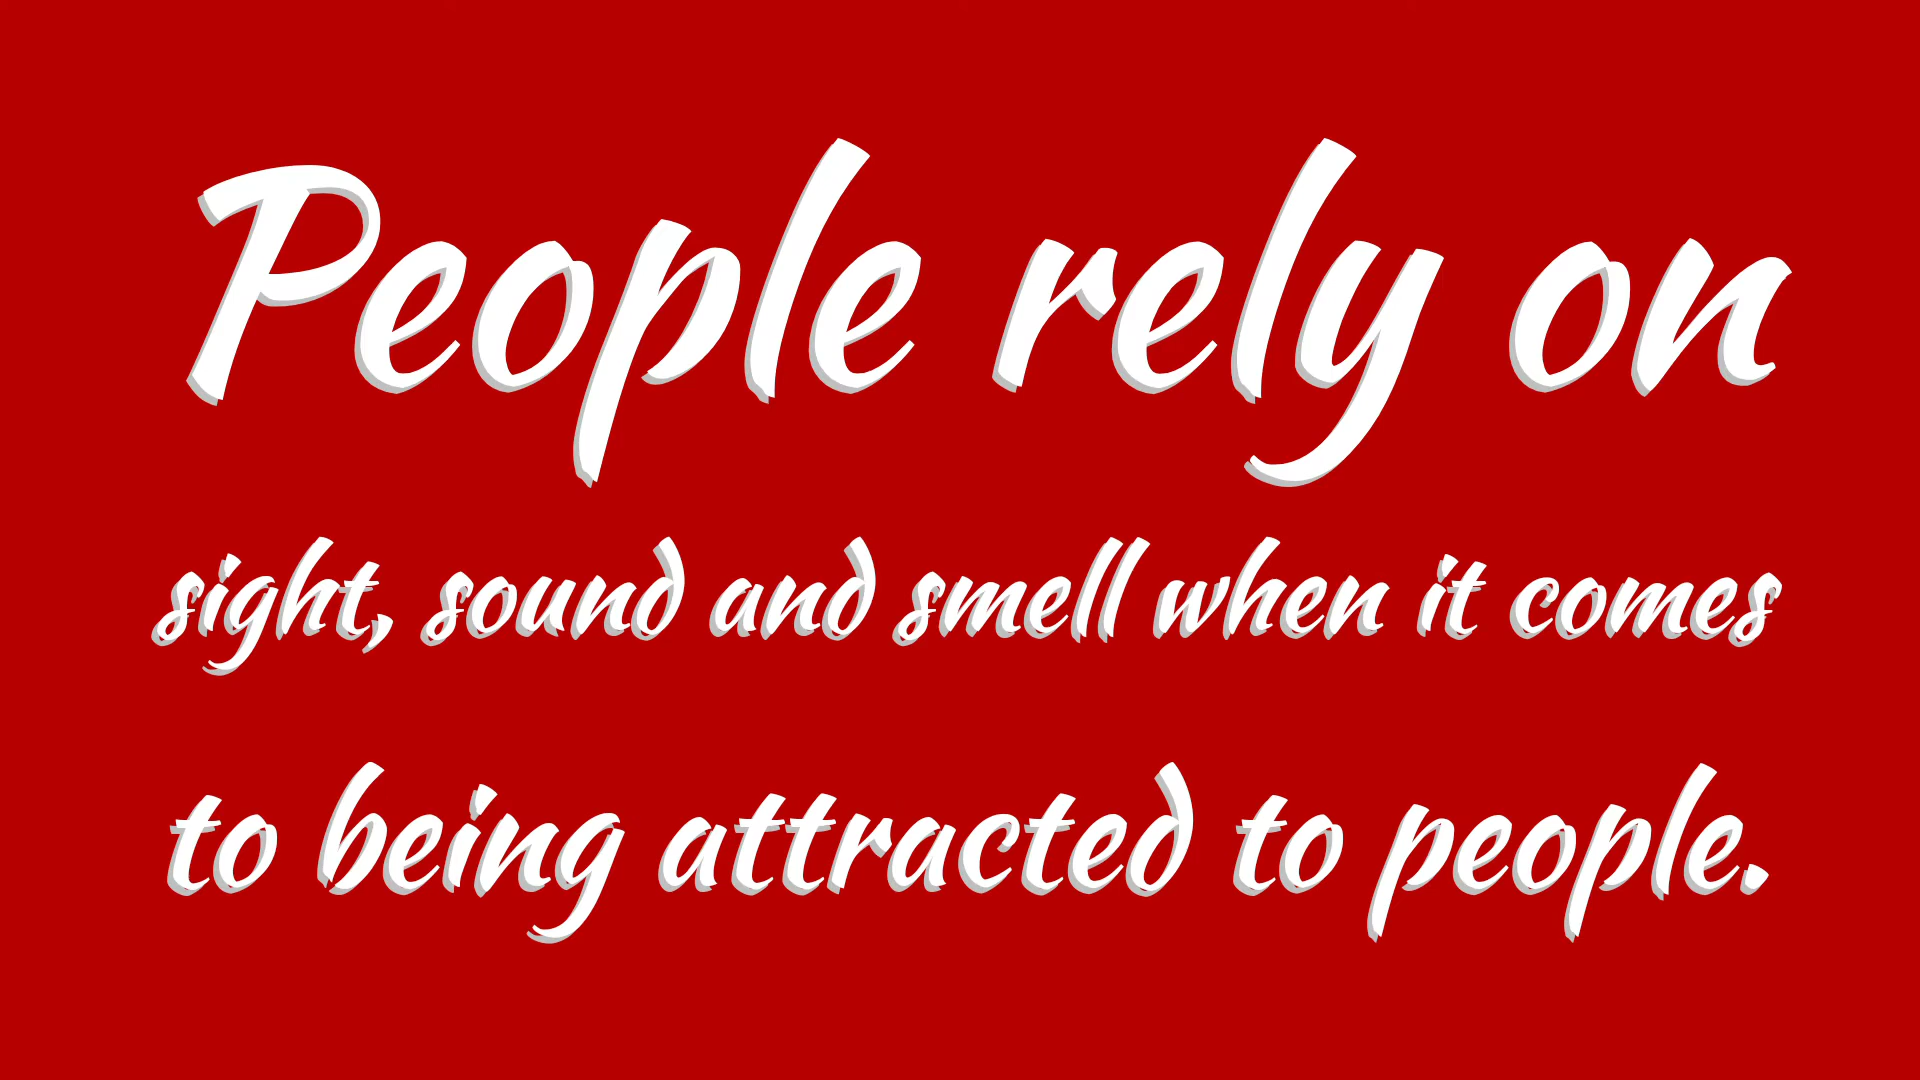 People rely on
sight, sound and smell when it comes
to being attracted to people.